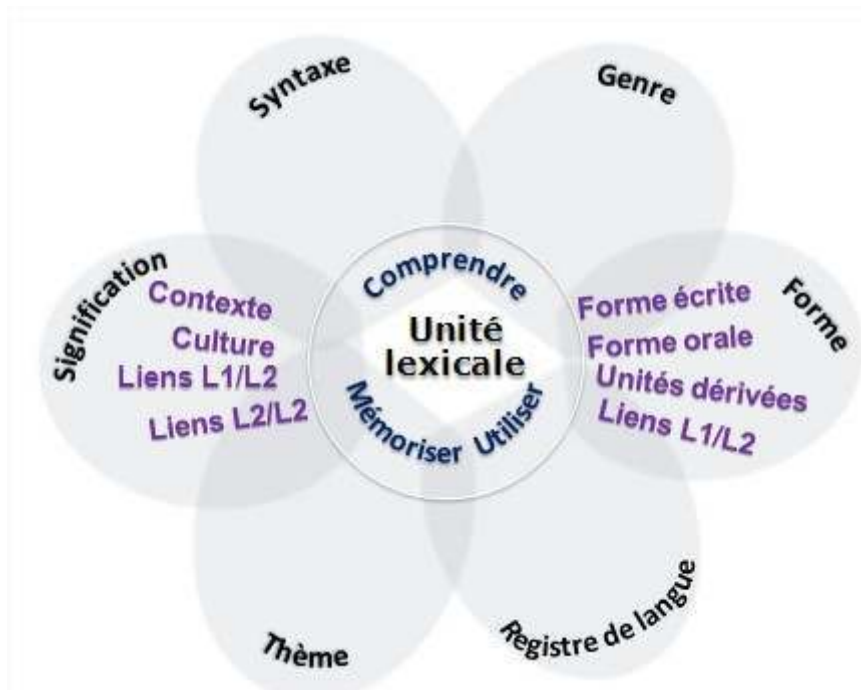 Syntaxe
Genre
Signification
Contexte
Culture
Liens L1/L2
Liens L2/L2
Comprendre
Unité
lexicale
Mémoriser Utiliser
Forme
Forme écrite
Forme orale
Unités dérivées
Liens L1/L2
Thème
Registre de langue